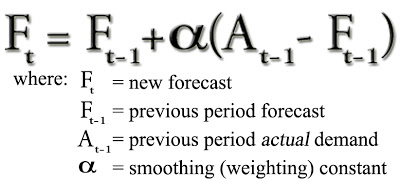 Fₜ = Fₜ₋₁+α(Aₜ₋₁- Fₜ₋₁)
where: Fₜ = new forecast
Fₜ₋₁ = previous period forecast
Aₜ₋₁= previous period actual demand
α = smoothing (weighting) constant